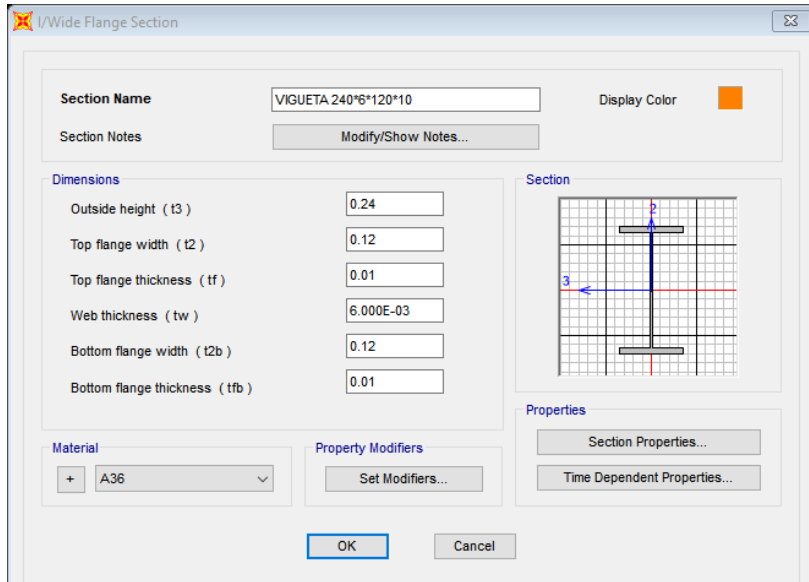 I/Wide Flange Section
Section Name VIGUETA 240*6*120*10 Display Color
Section Notes Modify/Show Notes...
Dimensions
Outside height ( t3 ) 0.24
Top flange width ( t2 ) 0.12
Top flange thickness ( tf ) 0.01
Web thickness ( tw ) 6.000E-03
Bottom flange width ( t2b ) 0.12
Bottom flange thickness ( tfb ) 0.01
Section
2
3
Properties
Section Properties...
Time Dependent Properties...
Material
+ A36
Property Modifiers
Set Modifiers...
OK Cancel